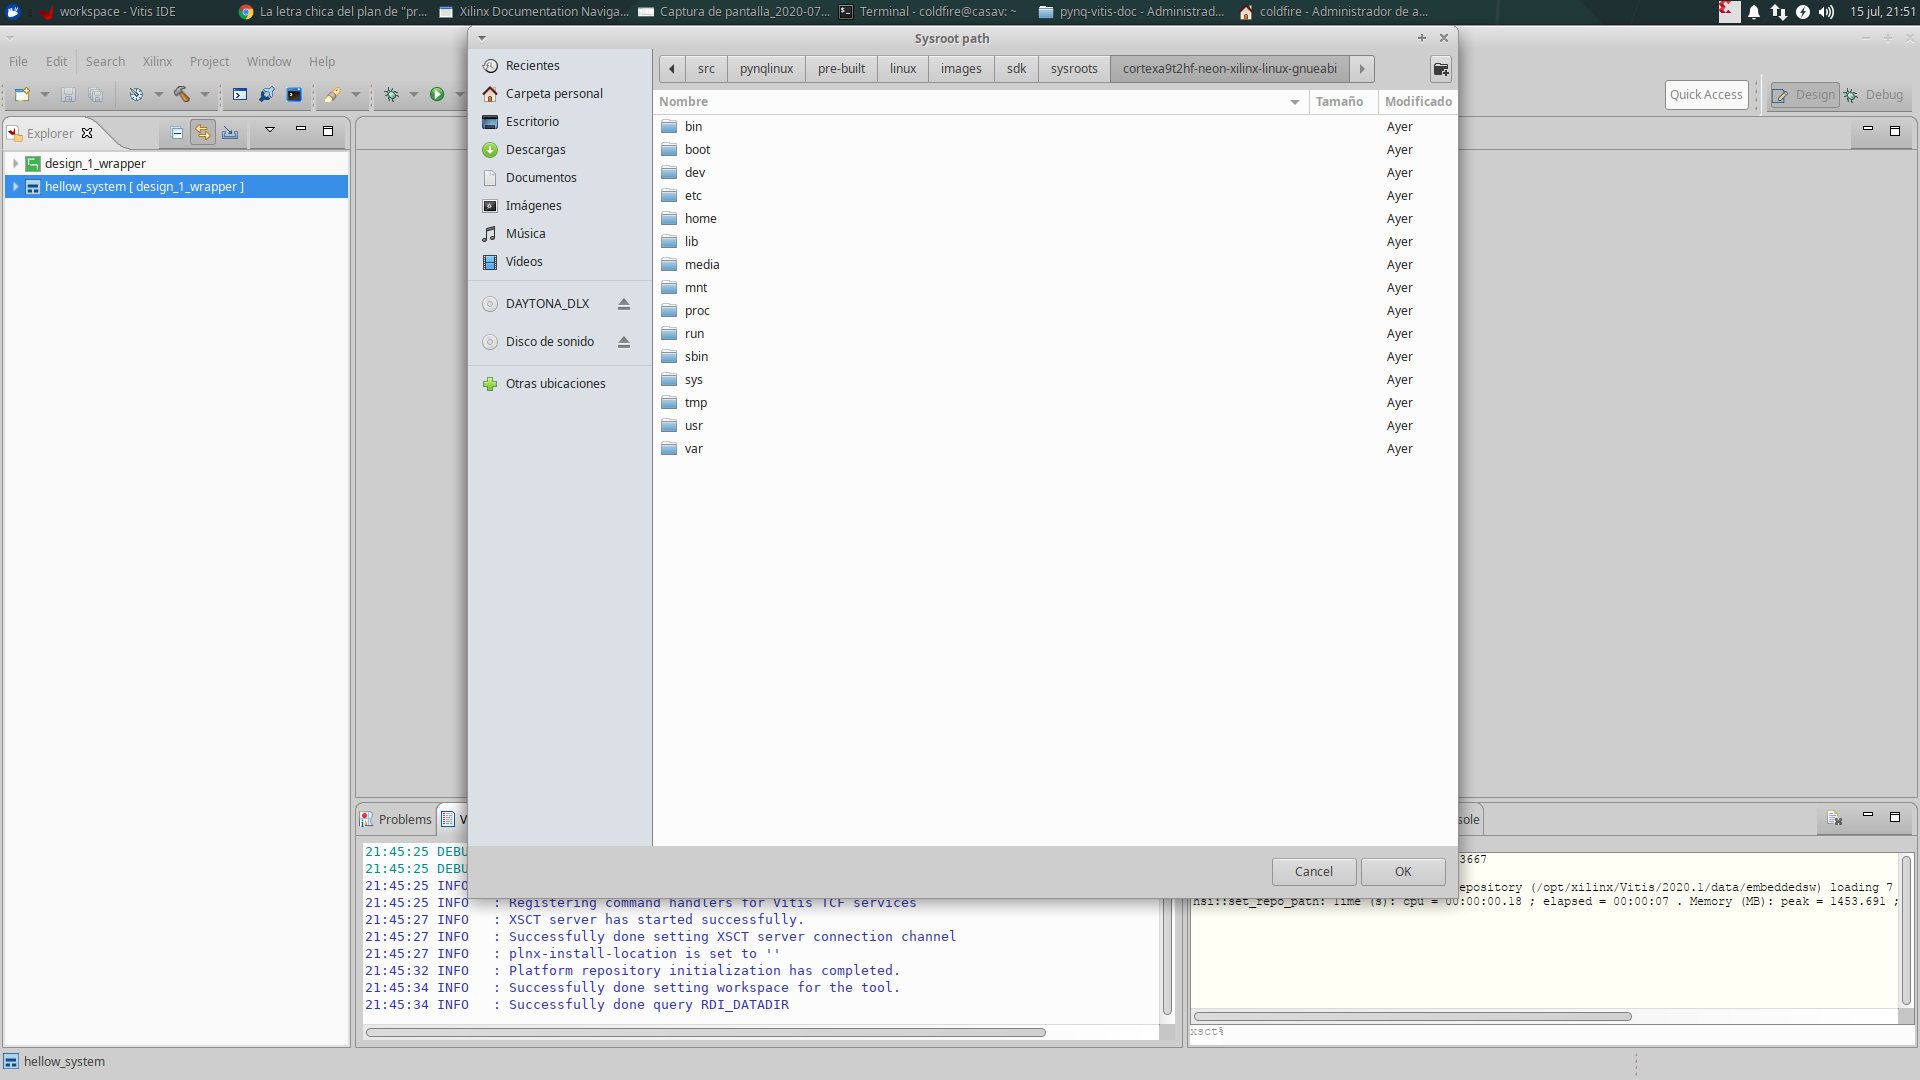 workspace - Vitis IDE
La letra chica del plan de "pr...
Xilinx Documentation Naviga...
Captura de pantalla_2020-07...
Terminal - coldfire@casav: ~
pynq-vitis-doc - Administrad...
coldfire - Administrador de a...
15 jul, 21:51
Sysroot path
File Edit Search Xilinx Project Window Help
Quick Access
Design
Debug
Explorer
design_1_wrapper
hellow_system [ design_1_wrapper ]
Recientes
Carpeta personal
Escritorio
Descargas
Documentos
Imágenes
Música
Vídeos
DAYTONA_DLX
Disco de sonido
Otras ubicaciones
src pynqlinux pre-built linux images sdk sysroots cortexa9t2hf-neon-xilinx-linux-gnueabi
Nombre Tamaño Modificado
bin Ayer
boot Ayer
dev Ayer
etc Ayer
home Ayer
lib Ayer
media Ayer
mnt Ayer
proc Ayer
run Ayer
sbin Ayer
sys Ayer
tmp Ayer
usr Ayer
var Ayer
Cancel OK
Problems V
21:45:25 DEBU
21:45:25 DEBU
21:45:25 INFO
21:45:25 INFO : Registering command handlers for Vitis TCF services
21:45:27 INFO : XSCT server has started successfully.
21:45:27 INFO : Successfully done setting XSCT server connection channel
21:45:27 INFO : plnx-install-location is set to ''
21:45:32 INFO : Platform repository initialization has completed.
21:45:34 INFO : Successfully done setting workspace for the tool.
21:45:34 INFO : Successfully done query RDI_DATADIR
sole
3667
epository (/opt/xilinx/Vitis/2020.1/data/embeddedsw) loading 7
hsi::set_repo_path: Time (s): cpu = 00:00:00.18 ; elapsed = 00:00:07 . Memory (MB): peak = 1453.691 ;
xsct%
hellow_system